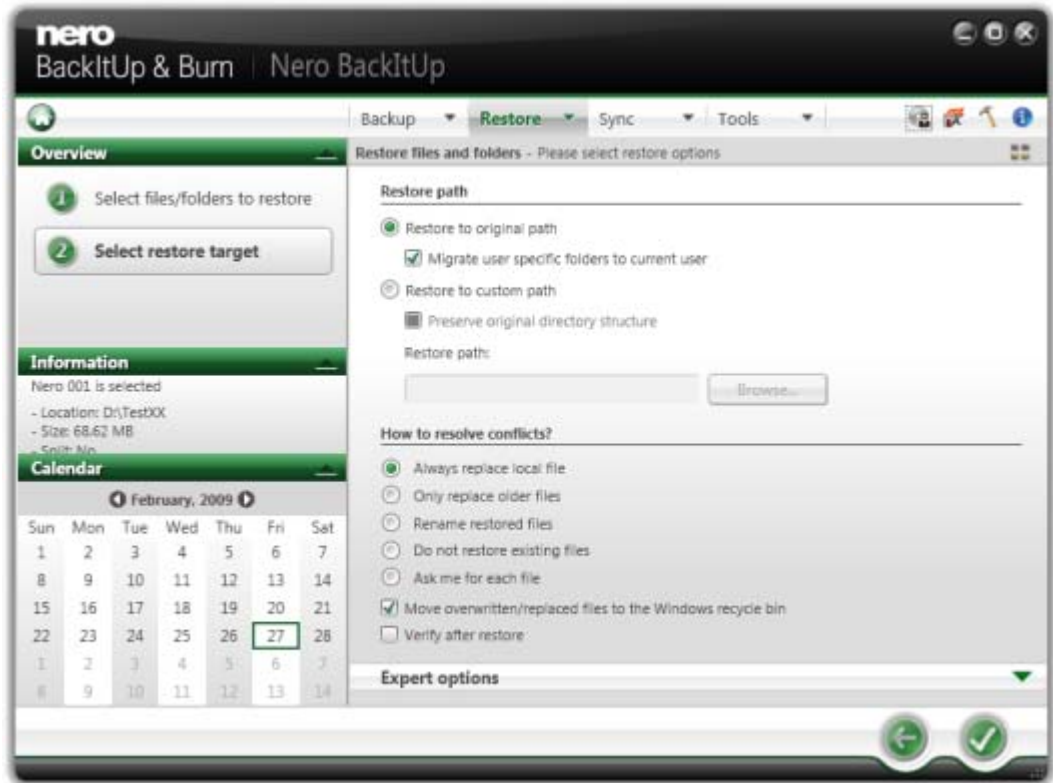 nero
BackItUp & Burn | Nero BackItUp
Backup Restore Sync Tools
Overview
1 Select files/folders to restore
2 Select restore target
Information
Nero 001 is selected
- Location: D:\TestXX
- Size: 68.62 MB
- Split: No
Calendar
February, 2009
Sun Mon Tue Wed Thu Fri Sat
1 2 3 4 5 6 7
8 9 10 11 12 13 14
15 16 17 18 19 20 21
22 23 24 25 26 27 28
1 2 3 4 5 6 7
8 9 10 11 12 13 14
Restore files and folders - Please select restore options
Restore path
Restore to original path
Migrate user specific folders to current user
Restore to custom path
Preserve original directory structure
Restore path:
Browse...
How to resolve conflicts?
Always replace local file
Only replace older files
Rename restored files
Do not restore existing files
Ask me for each file
Move overwritten/replaced files to the Windows recycle bin
Verify after restore
Expert options